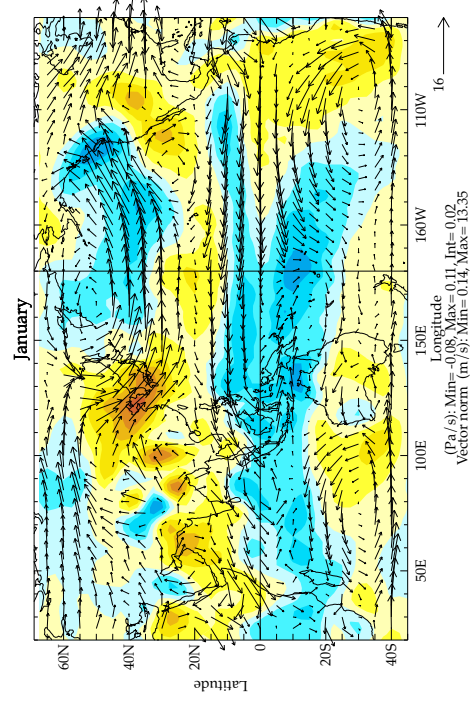 January
60N
40N
20N
0
20S
40S
Latitude
50E
100E
150E
160W
110W
Longitude
(Pa/s): Min= -0.08, Max= 0.11, Int= 0.02
Vector norm (m/s): Min= 0.14, Max= 13.35
16